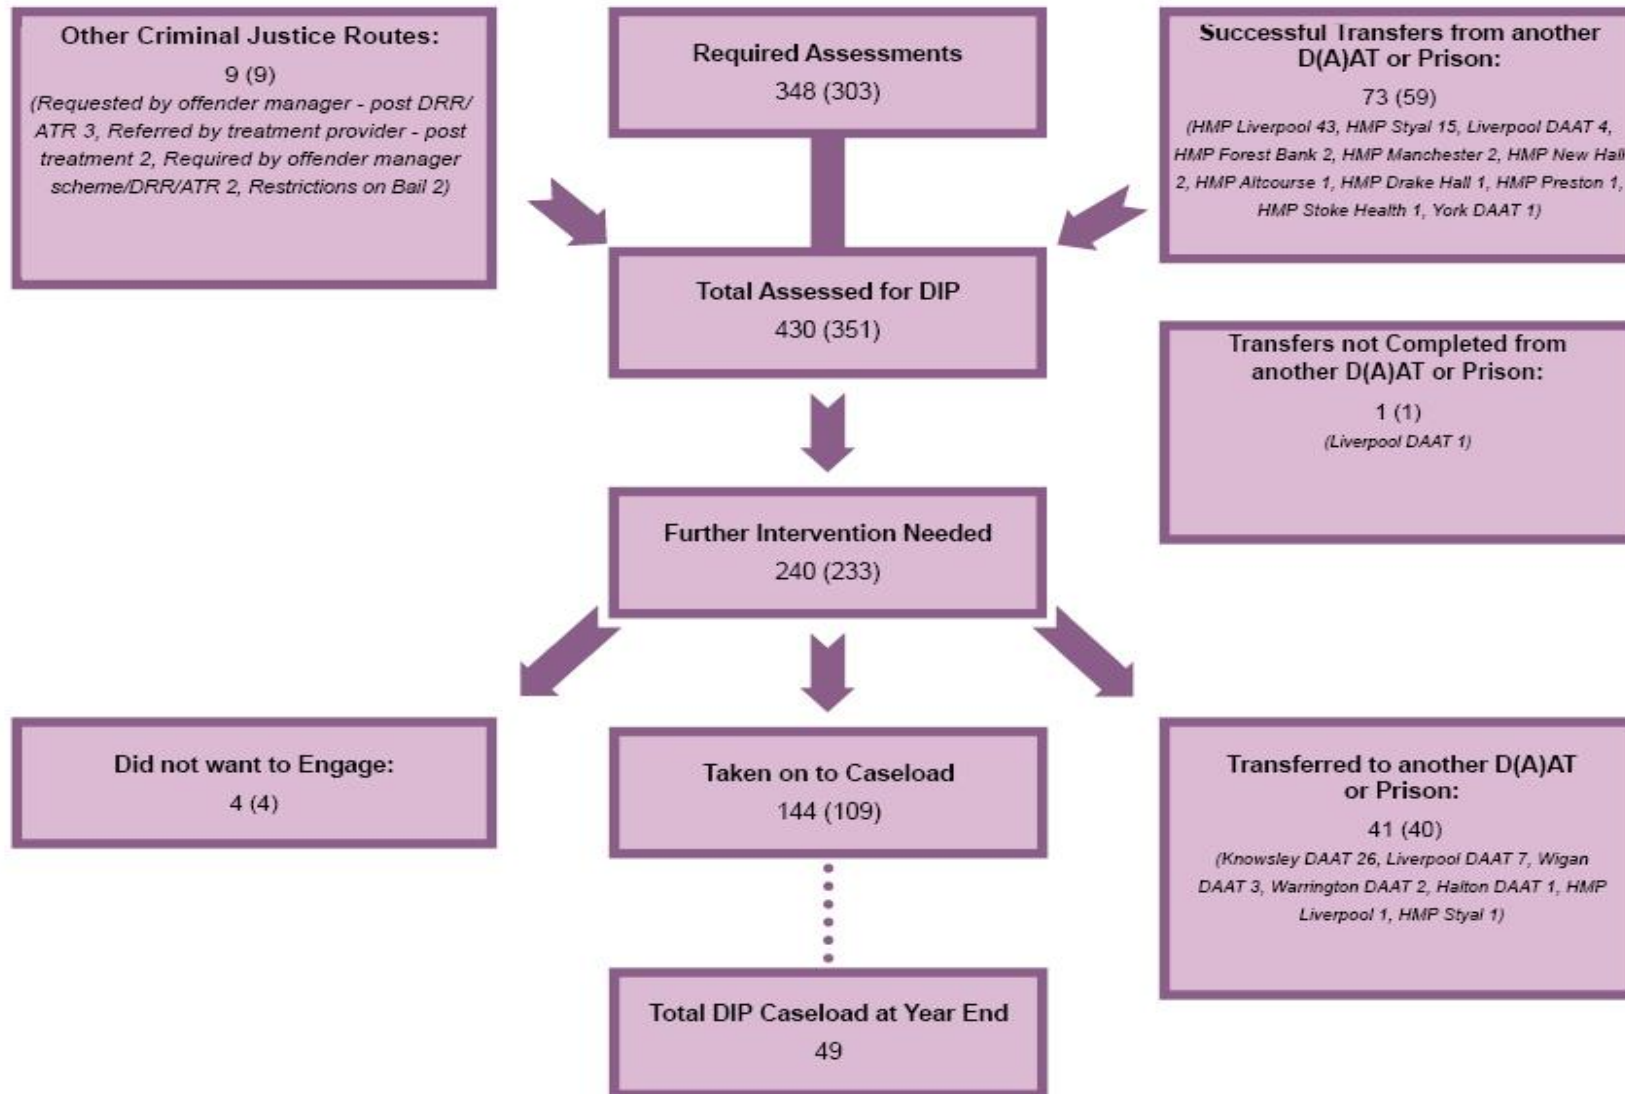 Other Criminal Justice Routes:
9 (9)
(Requested by offender manager - post DRR/
ATR 3, Referred by treatment provider - post
treatment 2, Required by offender manager
scheme/DRR/ATR 2, Restrictions on Bail 2)
Required Assessments
348 (303)
Successful Transfers from another
D(A)AT or Prison:
73 (59)
(HMP Liverpool 43, HMP Styal 15, Liverpool DAAT 4,
HMP Forest Bank 2, HMP Manchester 2, HMP New Hall
2, HMP Altcourse 1, HMP Drake Hall 1, HMP Preston 1,
HMP Stoke Health 1, York DAAT 1)
Total Assessed for DIP
430 (351)
Transfers not Completed from
another D(A)AT or Prison:
1 (1)
(Liverpool DAAT 1)
Further Intervention Needed
240 (233)
Did not want to Engage:
4 (4)
Taken on to Caseload
144 (109)
Transferred to another D(A)AT
or Prison:
41 (40)
(Knowsley DAAT 26, Liverpool DAAT 7, Wigan
DAAT 3, Warrington DAAT 2, Halton DAAT 1, HMP
Liverpool 1, HMP Styal 1)
Total DIP Caseload at Year End
49